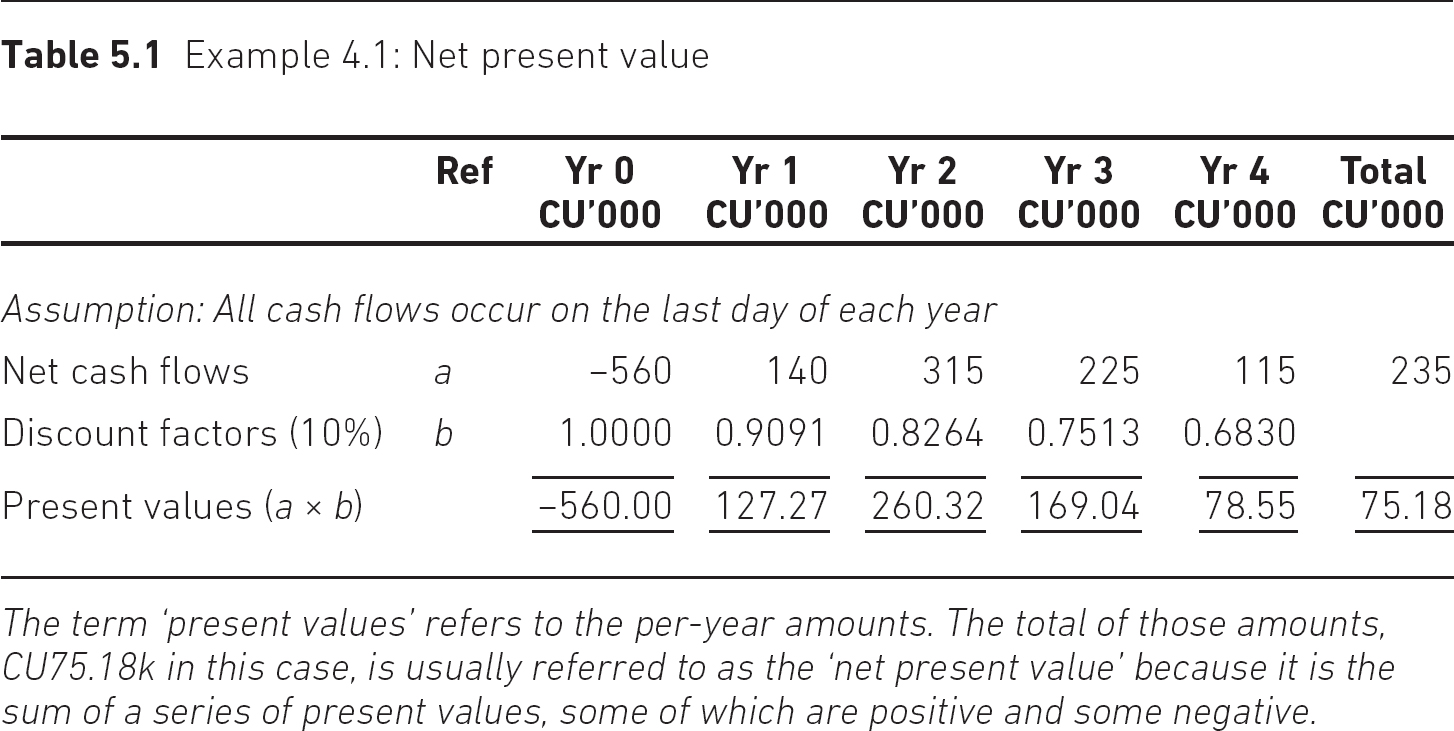 Table 5.1 Example 4.1: Net present value
Ref Yr 0 Yr 1 Yr 2 Yr 3 Yr 4 Total
CU’000 CU’000 CU’000 CU’000 CU’000 CU’000
Assumption: All cash flows occur on the last day of each year
Net cash flows a –560 140 315 225 115 235
Discount factors (10%) b 1.0000 0.9091 0.8264 0.7513 0.6830
Present values (a × b) –560.00 127.27 260.32 169.04 78.55 75.18
The term ‘present values’ refers to the per-year amounts. The total of those amounts,
CU75.18k in this case, is usually referred to as the ‘net present value’ because it is the
sum of a series of present values, some of which are positive and some negative.